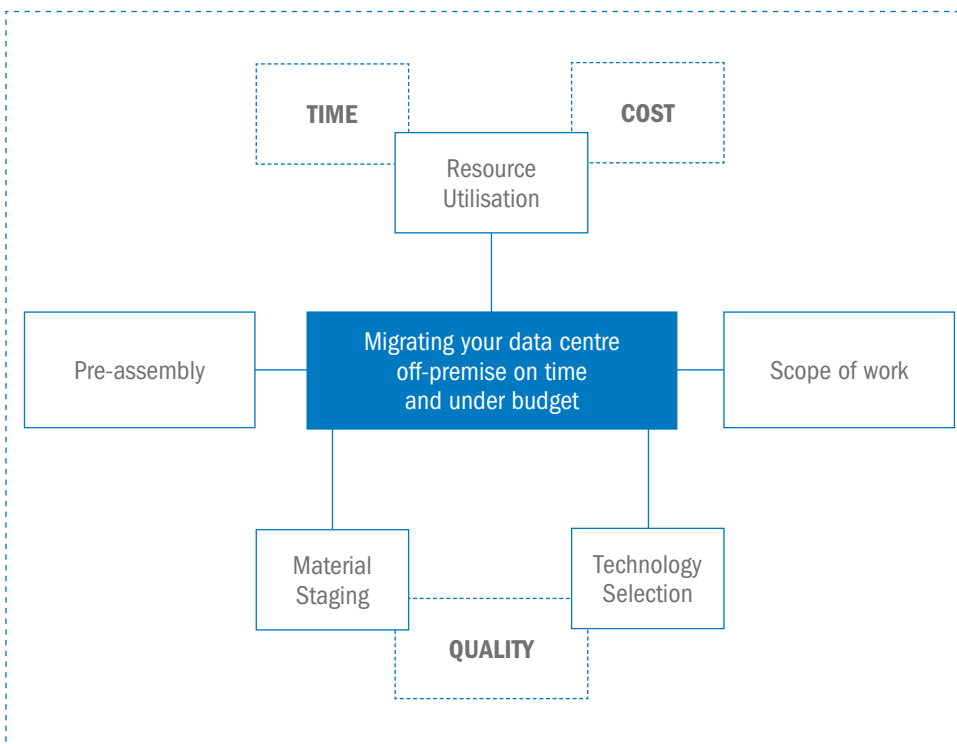 TIME
COST
Resource
Utilisation
Pre-assembly
Migrating your data centre
off-premise on time
and under budget
Scope of work
Material
Staging
Technology
Selection
QUALITY